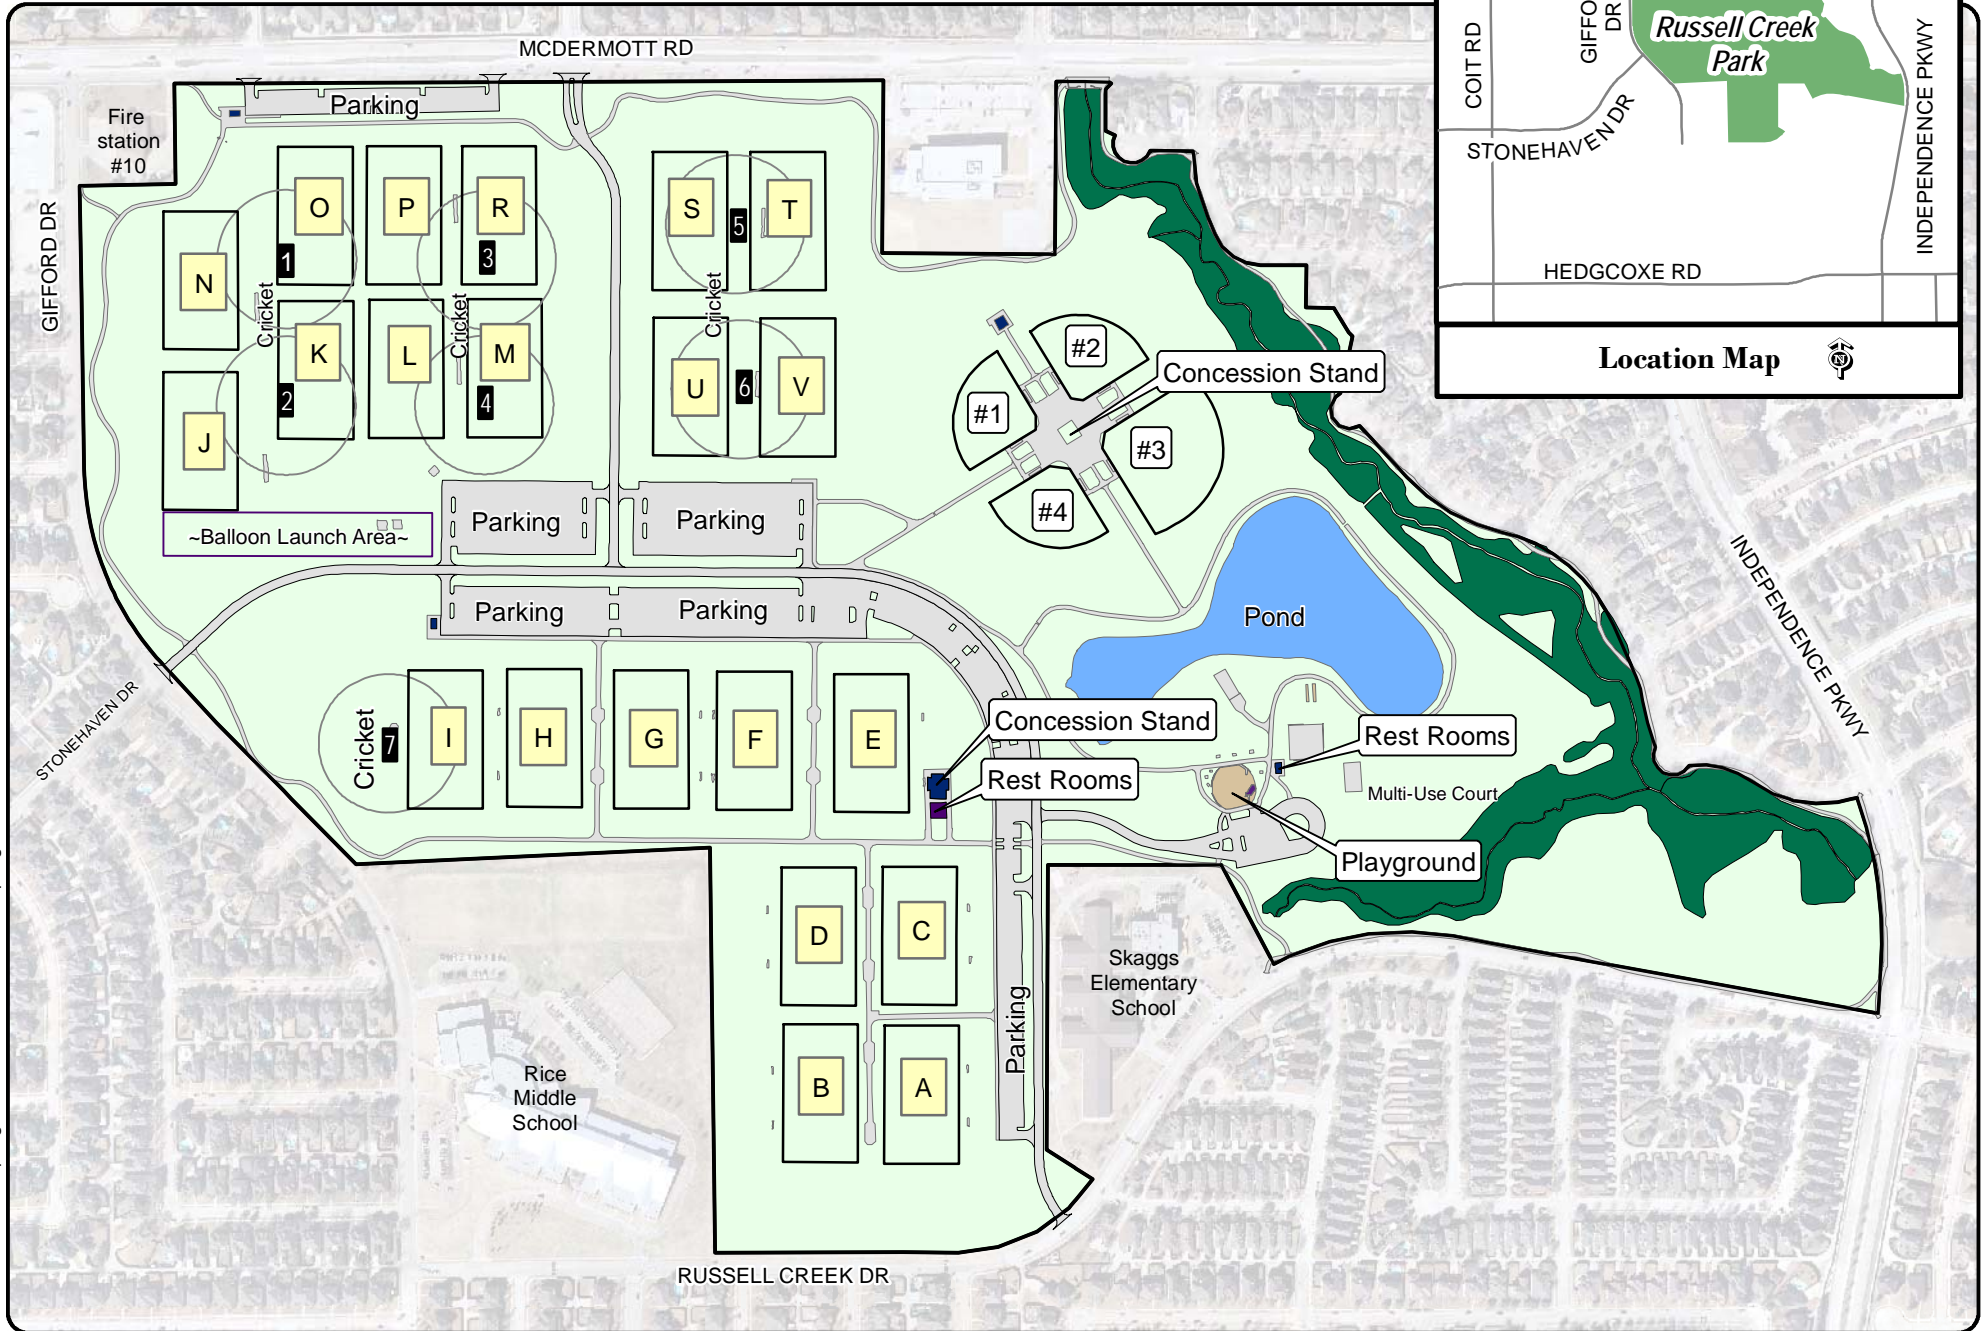 MCDERMOTT RD
Parking
Fire
station
#10
GIFFORD DR
O
P
R
S
T
N
1
3
5
Cricket
Cricket
Cricket
K
L
M
U
V
2
4
6
J
~Balloon Launch Area~
Parking
Parking
Parking
Parking
#1
#2
#3
#4
Concession Stand
Pond
STONEHAVEN DR
Cricket
7
I
H
G
F
E
Concession Stand
Rest Rooms
Rest Rooms
Multi-Use Court
Playground
INDEPENDENCE PKWY
D
C
B
A
Parking
Skaggs
Elementary
School
Rice
Middle
School
RUSSELL CREEK DR
COIT RD
GIFFO
DR
Russell Creek
Park
STONEHAVEN DR
INDEPENDENCE PKWY
HEDGCOXE RD
Location Map
N